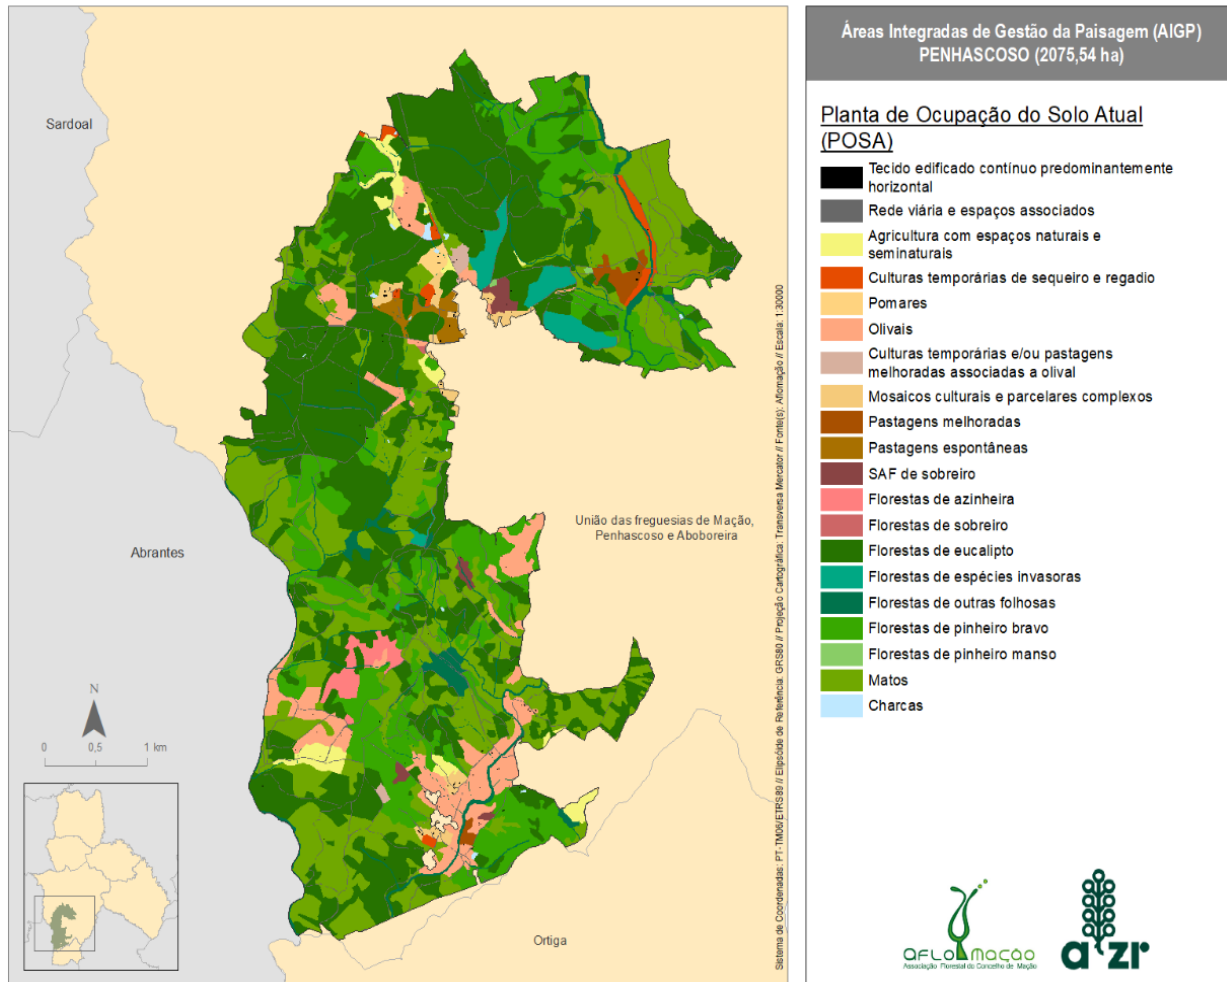 Áreas Integradas de Gestão da Paisagem (AIGP)
PENHASCOSO (2075,54 ha)
Planta de Ocupação do Solo Atual
(POSA)
Tecido edificado contínuo predominantemente
horizontal
Rede viária e espaços associados
Agricultura com espaços naturais e
seminaturais
Culturas temporárias de sequeiro e regadio
Pomares
Olivais
Culturas temporárias e/ou pastagens
melhoradas associadas a olival
Mosaicos culturais e parcelares complexos
Pastagens melhoradas
Pastagens espontâneas
SAF de sobreiro
Florestas de azinheira
Florestas de sobreiro
Florestas de eucalipto
Florestas de espécies invasoras
Florestas de outras folhosas
Florestas de pinheiro bravo
Florestas de pinheiro manso
Matos
Charcas
Sardoal
Abrantes
União das freguesias de Mação,
Penhascoso e Aboboreira
Ortiga
N
0 0,5 1 km
Sistema de Coordenadas: PT-TM06/ETRS89 // Elipsóide de Referência: GRS80 // Projeção Cartográfica: Transversa Mercator // Fonte(s): Aflomação // Escala: 1:30000
aflomação
Associação Florestal do Concelho de Mação
a zr